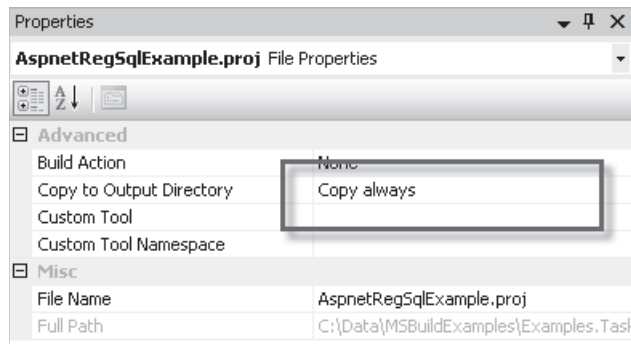 Properties
AspnetRegSqlExample.proj File Properties
A
Z
Advanced
Build Action None
Copy to Output Directory Copy always
Custom Tool
Custom Tool Namespace
Misc
File Name AspnetRegSqlExample.proj
Full Path C:\Data\MSBuildExamples\Examples.Task